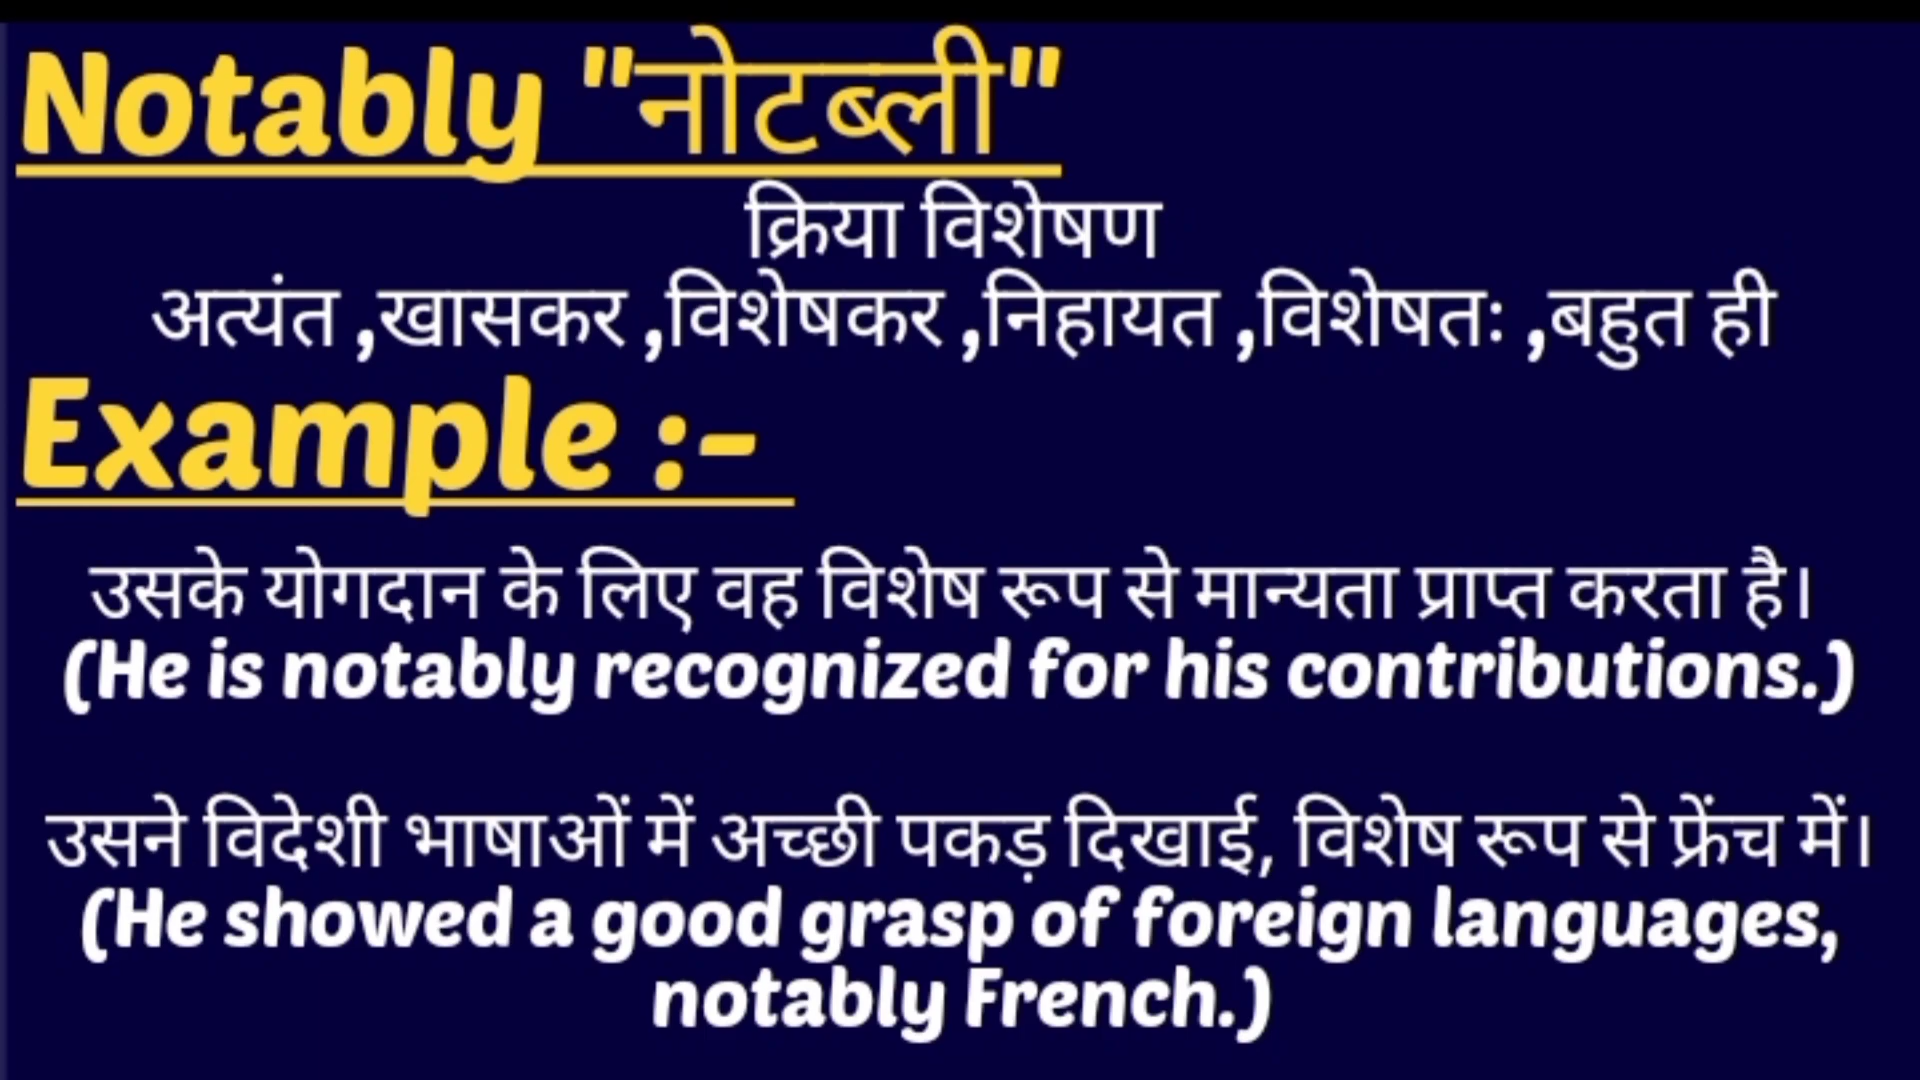 Notably "नोटब्ली"
क्रिया विशेषण
अत्यंत ,खासकर ,विशेषकर ,निहायत ,विशेषतः ,बहुत ही
Example :-
उसके योगदान के लिए वह विशेष रूप से मान्यता प्राप्त करता है।
(He is notably recognized for his contributions.)
उसने विदेशी भाषाओं में अच्छी पकड़ दिखाई, विशेष रूप से फ्रेंच में।
(He showed a good grasp of foreign languages,
notably French.)